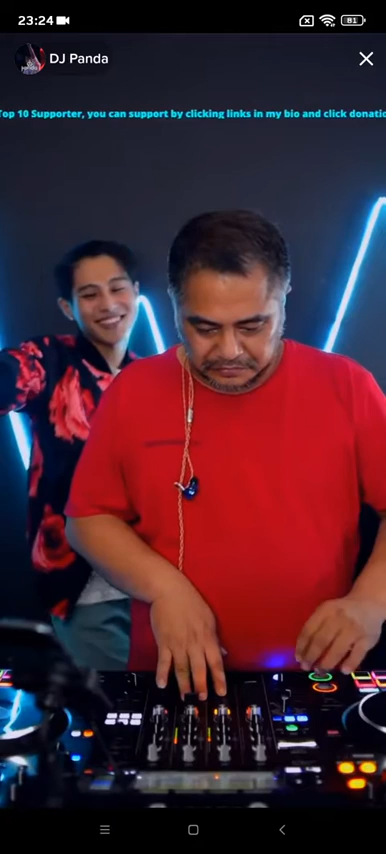 23:24
81
DJ Panda
Top 10 Supporter, you can support by clicking links in my bio and click donatio